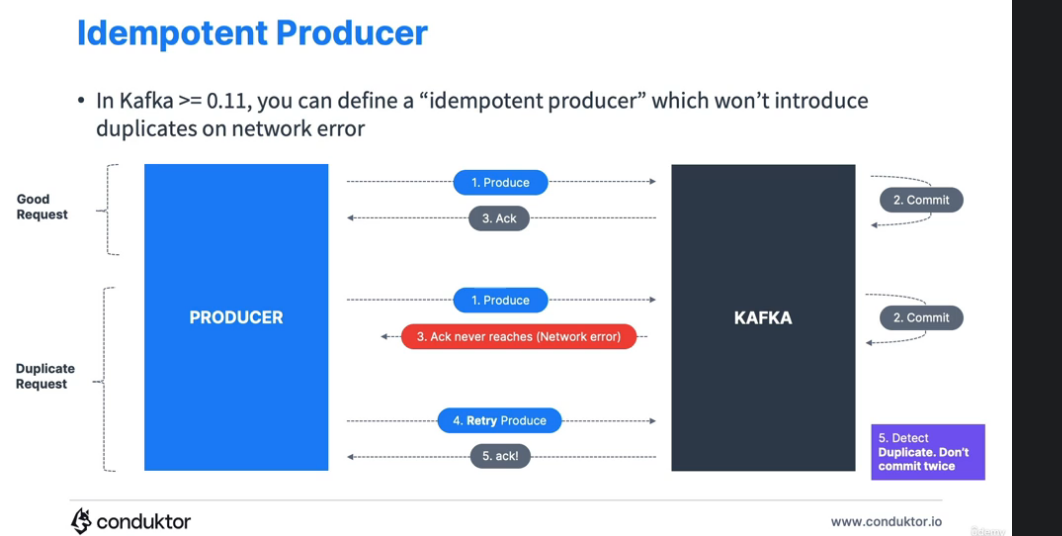 Idempotent Producer
• In Kafka >= 0.11, you can define a “idempotent producer” which won’t introduce
duplicates on network error
Good
Request
1. Produce
2. Commit
3. Ack
PRODUCER
KAFKA
Duplicate
Request
1. Produce
2. Commit
3. Ack never reaches (Network error)
4. Retry Produce
5. ack!
5. Detect
Duplicate. Don't
commit twice
conduktor
www.conduktor.io
Udemy